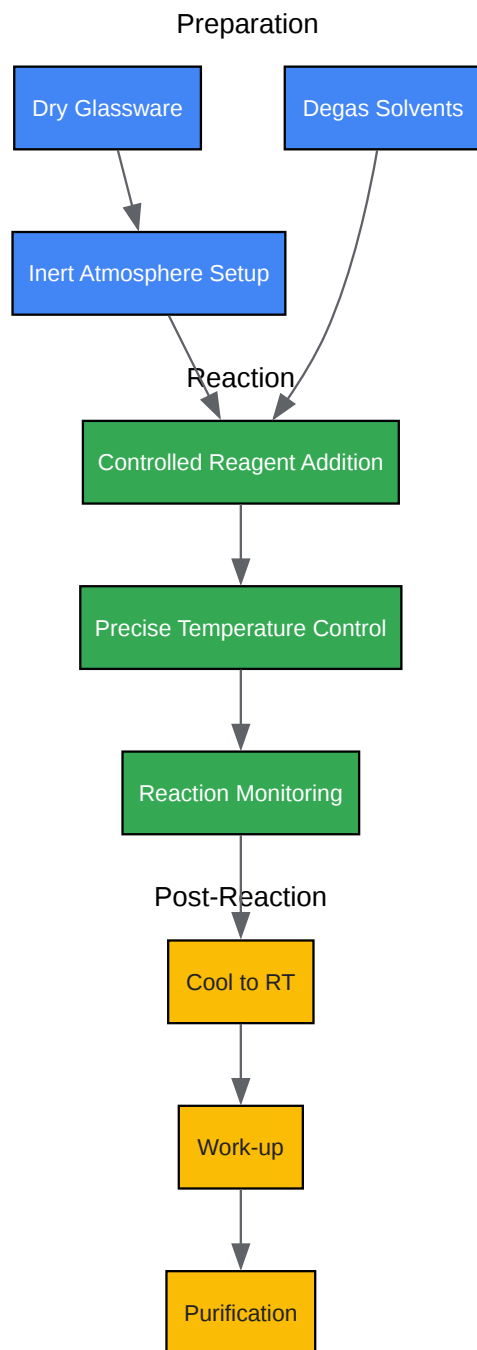 Preparation
Dry Glassware
Degas Solvents
Inert Atmosphere Setup
Reaction
Controlled Reagent Addition
Precise Temperature Control
Reaction Monitoring
Post-Reaction
Cool to RT
Work-up
Purification